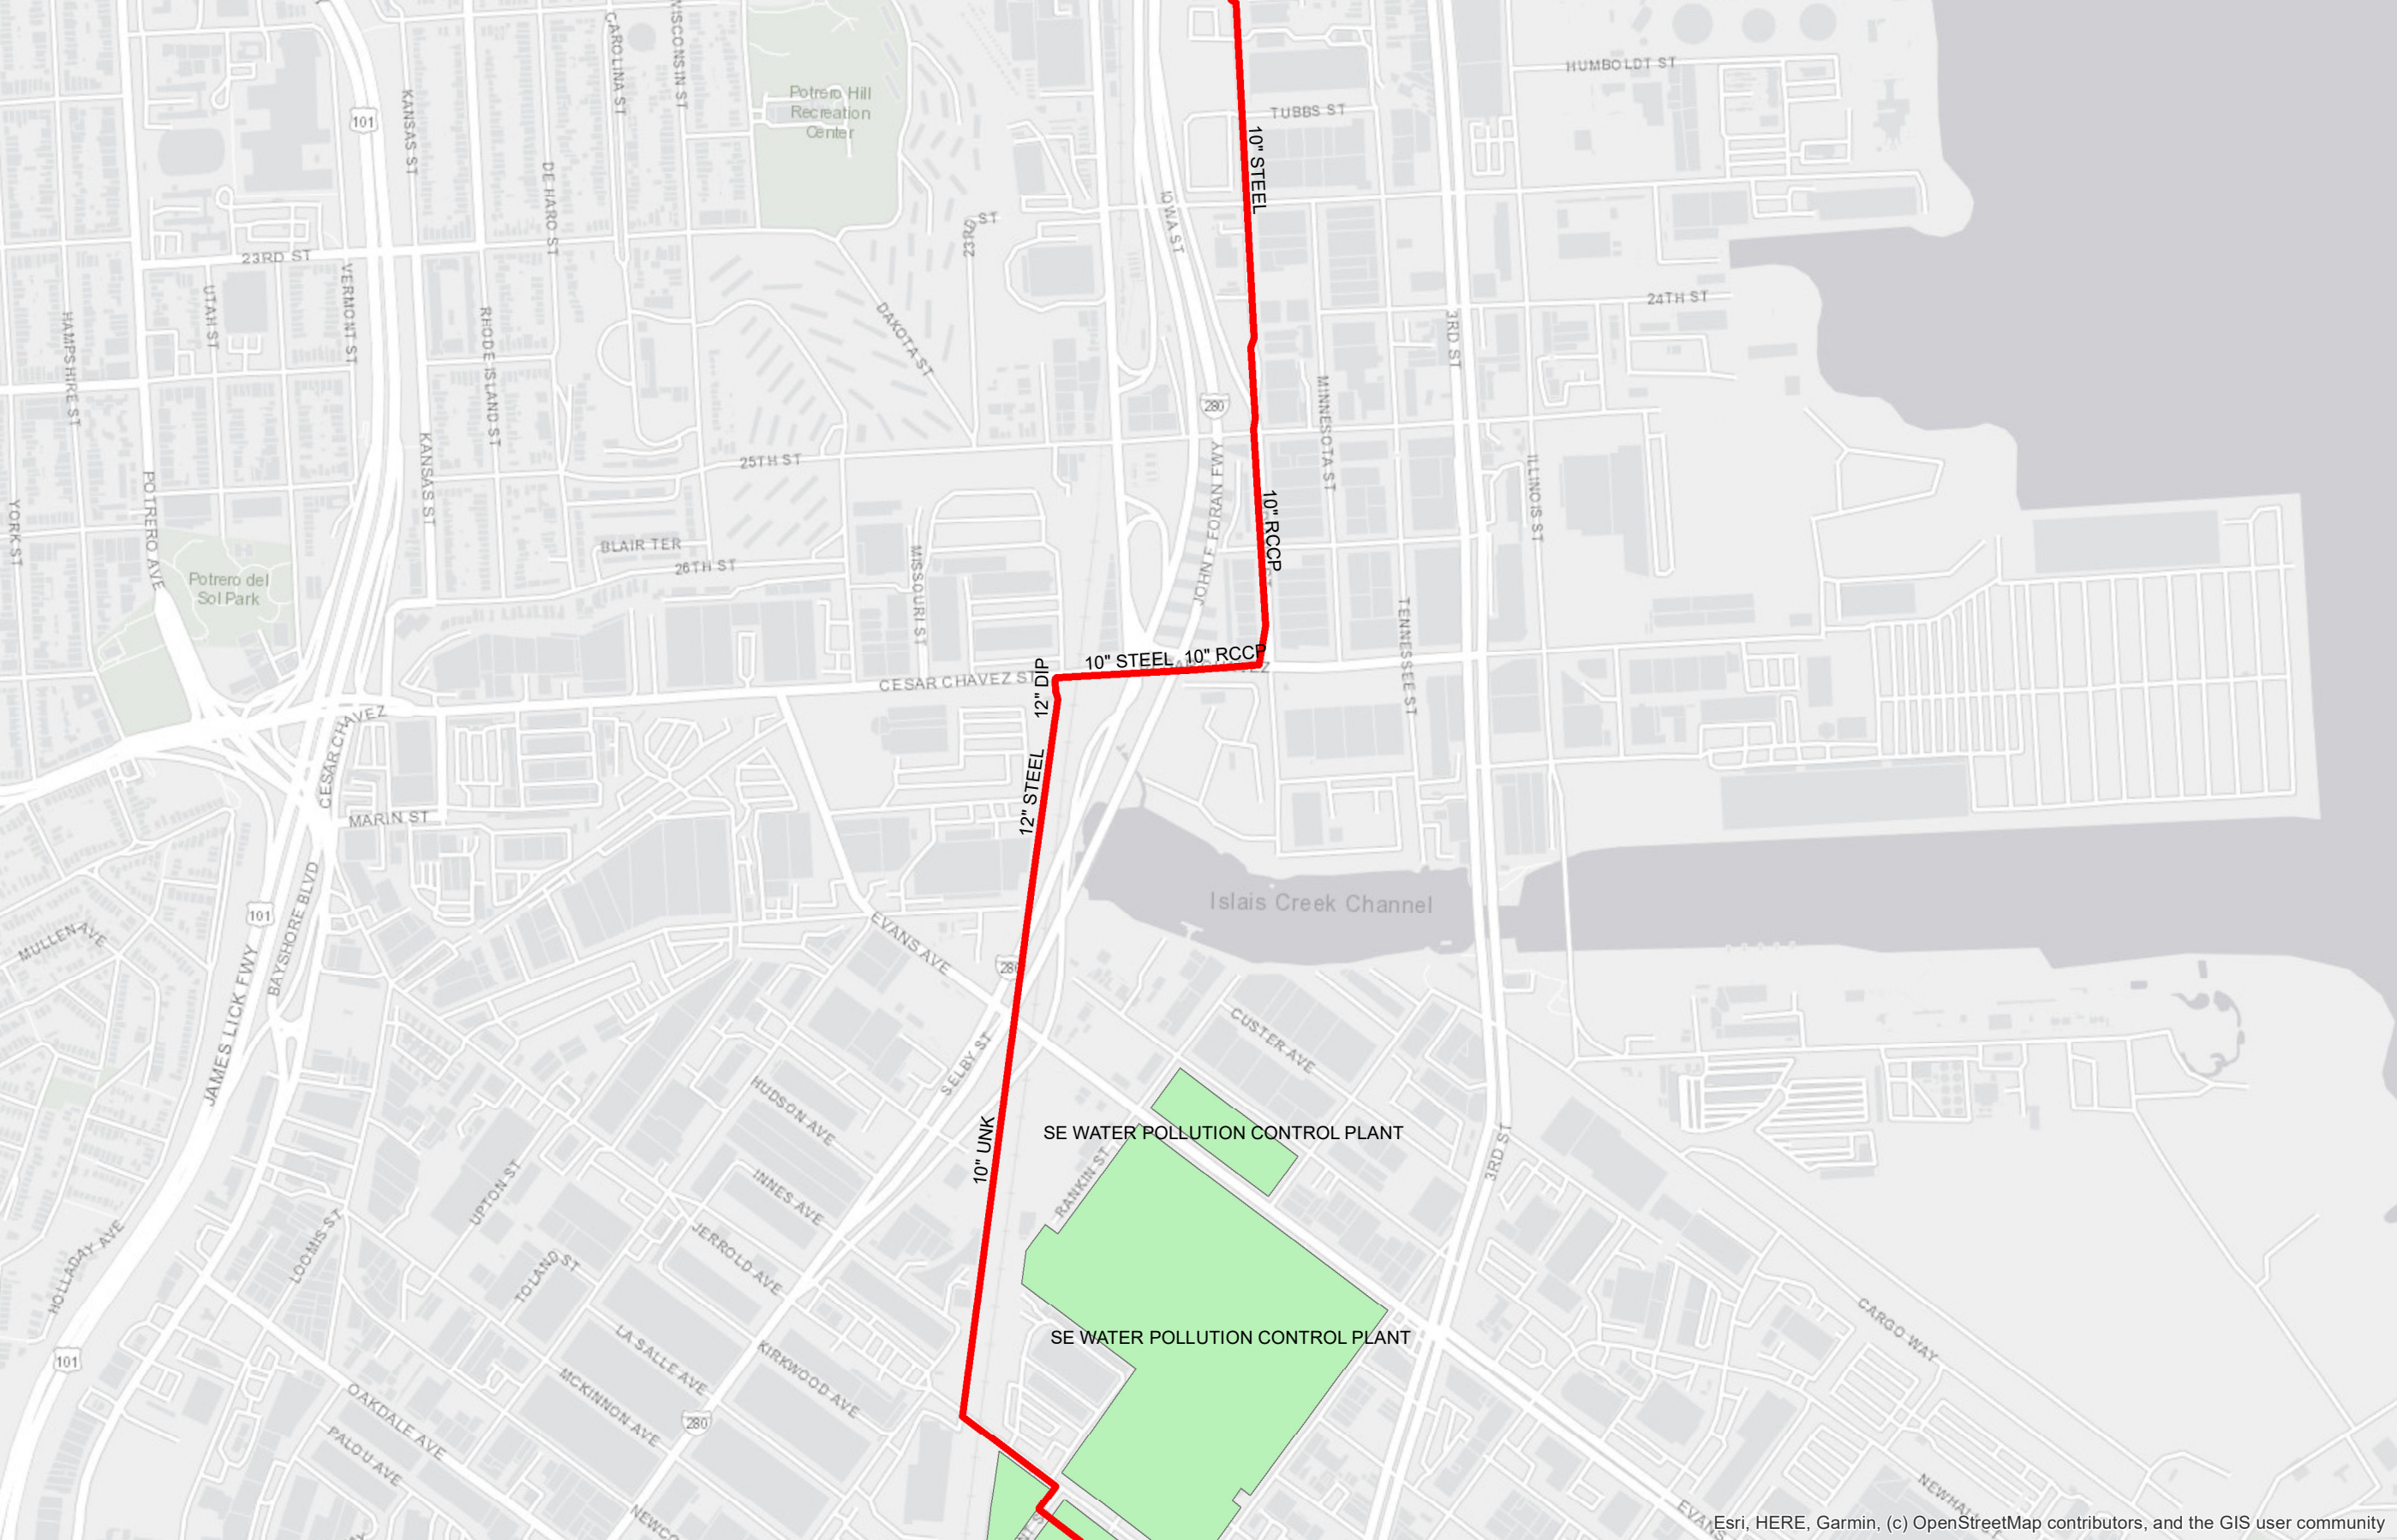 HUMBOLDT ST
CAROLINA ST
WISCONSIN ST
Potrero Hill
Recreation
Center
101
KANSAS ST
TUBBS ST
10" STEEL
DE HARO ST
IOWA ST
23RD ST
23RD ST
VERMONT ST
UTAH ST
HAMPSHIRE ST
RHODE ISLAND ST
DAKOTA ST
24TH ST
3RD ST
MINNESOTA ST
280
KANSAS ST
25TH ST
JOHN F FORAN FWY
ILLINOIS ST
POTRERO AVE
YORK ST
10" RCCP
BLAIR TER
26TH ST
MISSOURI ST
Potrero del
Sol Park
TENNESSEE ST
10" STEEL
10" RCCP
12" DIP
CESAR CHAVEZ ST
CESAR CHAVEZ
12" STEEL
MARIN ST
BAYSHORE BLVD
101
Islais Creek Channel
MULLEN AVE
EVANS AVE
280
JAMES LICK FWY
SELBY ST
CUSTER AVE
HUDSON AVE
10" UNK
SE WATER POLLUTION CONTROL PLANT
RANKIN ST
3RD ST
UPTON ST
INNES AVE
LOOMIS ST
JERROLD AVE
HOLLADAY AVE
TOLAND ST
SE WATER POLLUTION CONTROL PLANT
CARGO WAY
101
LA SALLE AVE
KIRKWOOD AVE
MCKINNON AVE
280
OAKDALE AVE
PALOU AVE
NEWCO
EVANS
NEWHALL
Esri, HERE, Garmin, (c) OpenStreetMap contributors, and the GIS user community